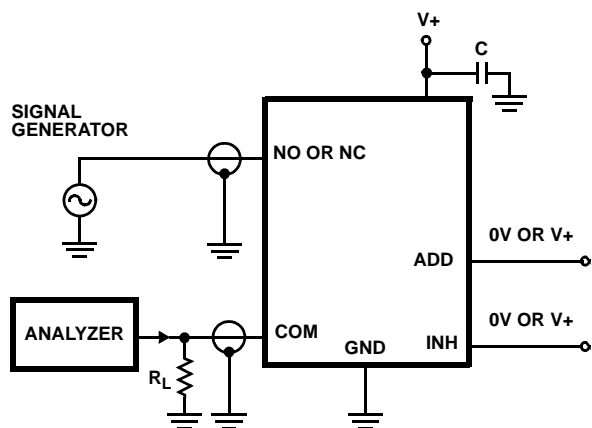 V+
C
SIGNAL
GENERATOR
NO OR NC
0V OR V+
ADD
0V OR V+
ANALYZER
COM
INH
GND
RL